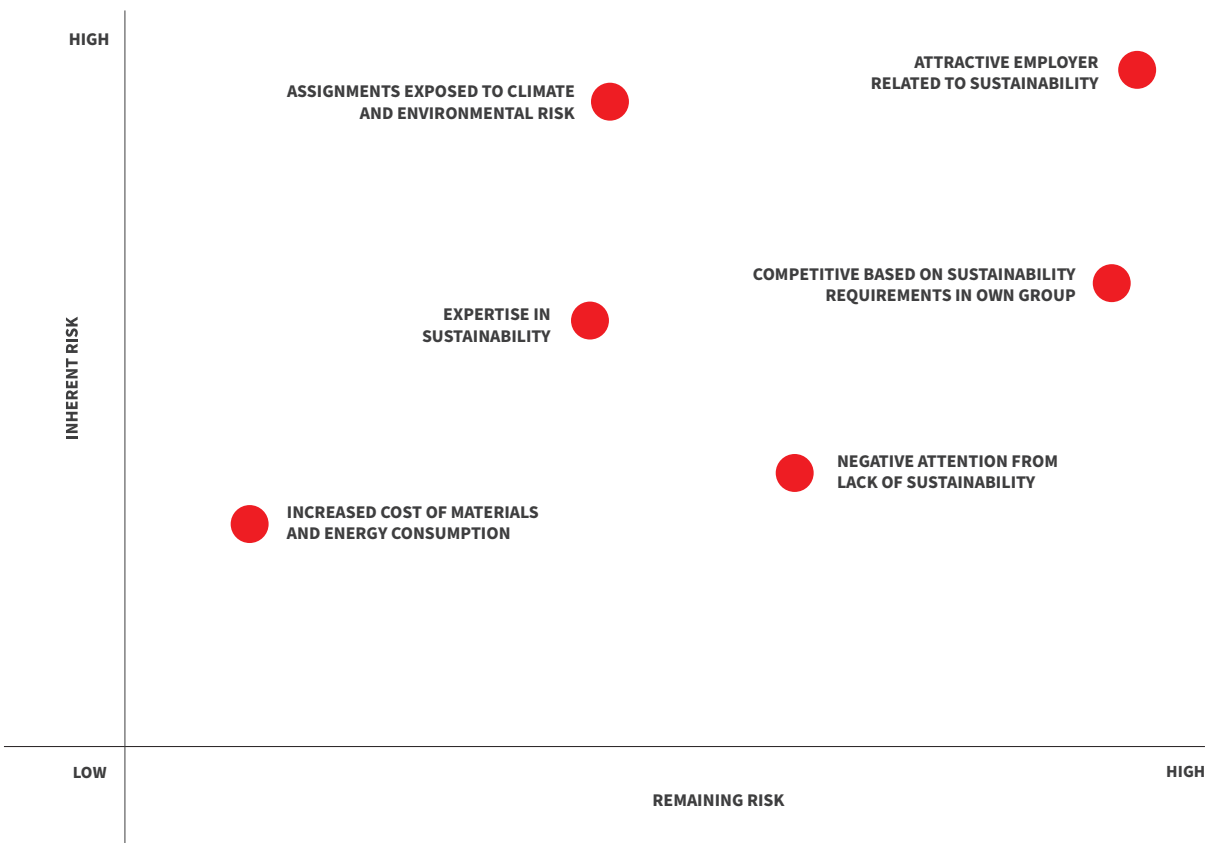 HIGH
ATTRACTIVE EMPLOYER
RELATED TO SUSTAINABILITY
ASSIGNMENTS EXPOSED TO CLIMATE
AND ENVIRONMENTAL RISK
COMPETITIVE BASED ON SUSTAINABILITY
REQUIREMENTS IN OWN GROUP
EXPERTISE IN
SUSTAINABILITY
INHERENT RISK
NEGATIVE ATTENTION FROM
LACK OF SUSTAINABILITY
INCREASED COST OF MATERIALS
AND ENERGY CONSUMPTION
LOW
HIGH
REMAINING RISK